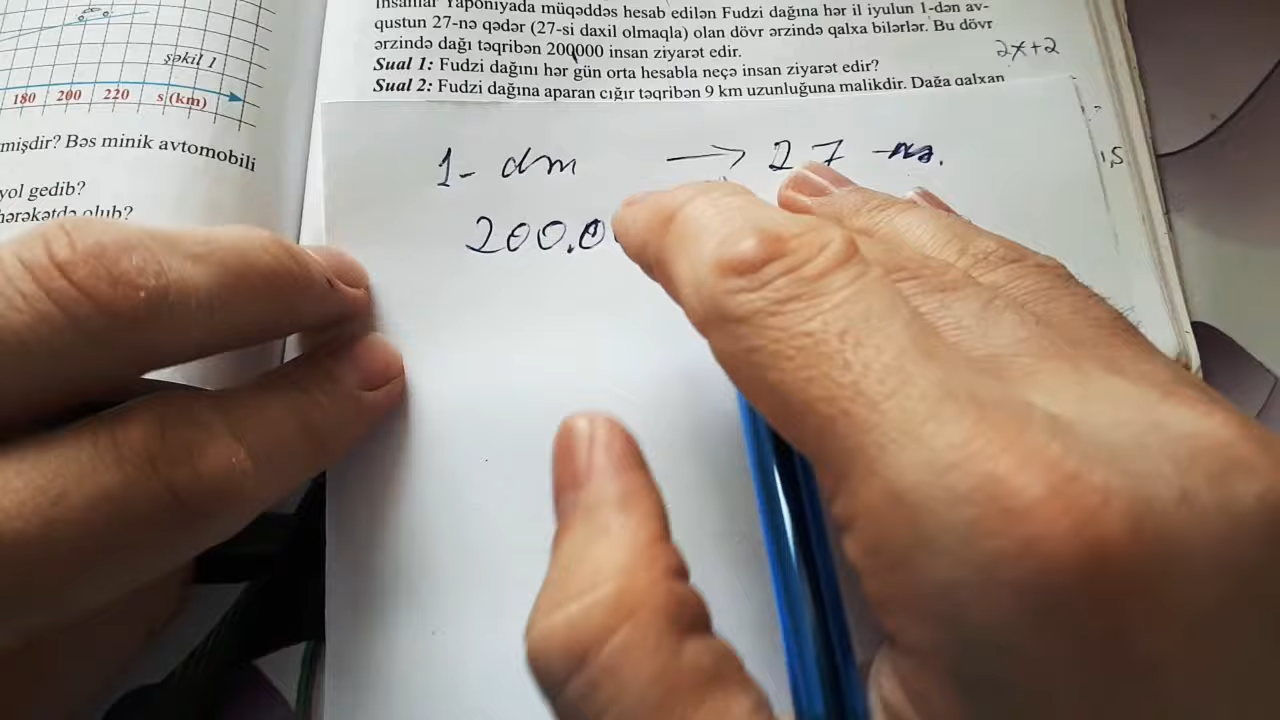 İnsanlar Yaponiyada müqəddəs hesab edilən Fudzi dağına hər il iyulun 1-dən av-
qustun 27-nə qədər (27-si daxil olmaqla) olan dövr ərzində qalxa bilərlər. Bu dövr
ərzində dağı təqribən 200000 insan ziyarət edir.
Sual 1: Fudzi dağını hər gün orta hesabla neçə insan ziyarət edir?
Sual 2: Fudzi dağına aparan cığır təqribən 9 km uzunluğuna malikdir. Dağa qalxan
2x+2
şəkil 1
180 200 220 s (km)
mişdir? Bəs minik avtomobili
yol gedib?
hərəkətdə olub?
1- dən → 27 -nə.
200.0